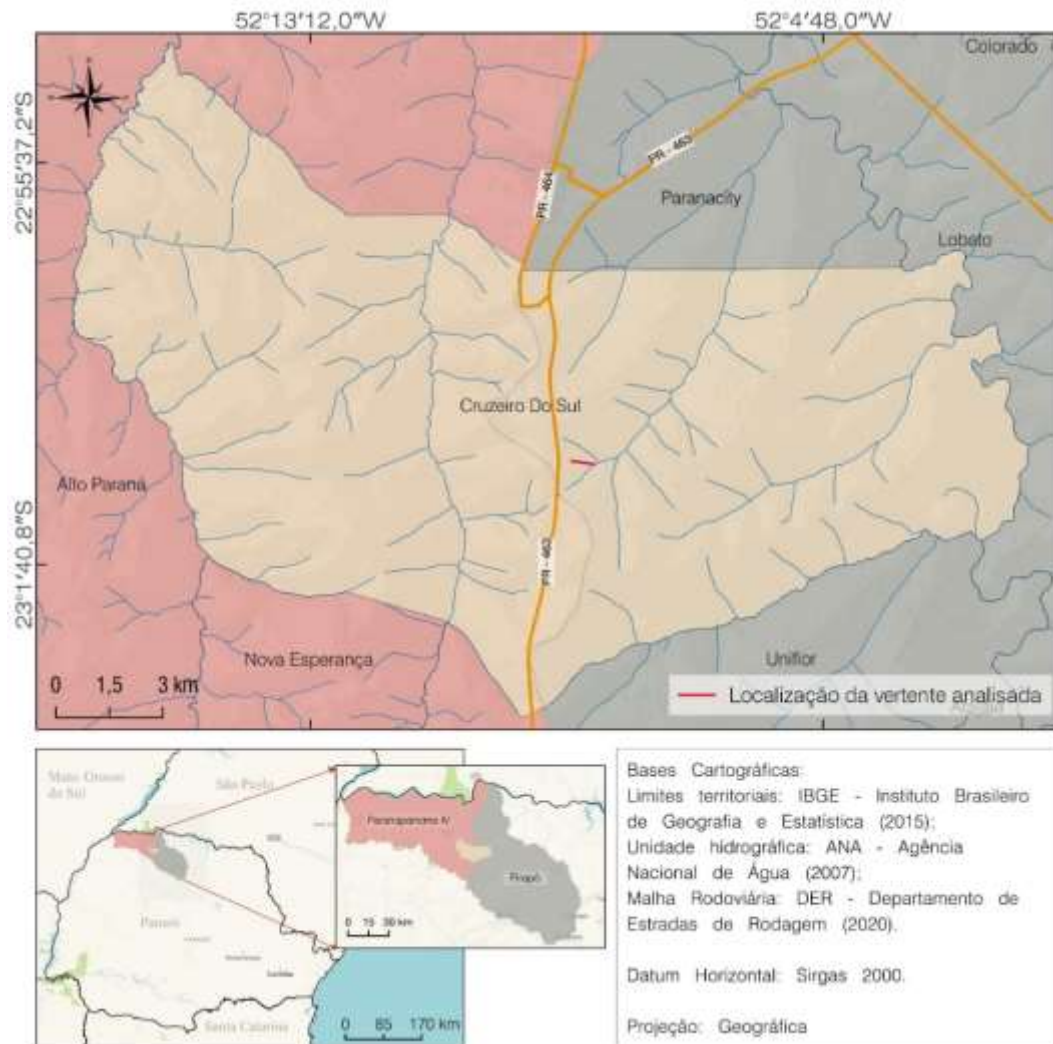 52°13'12,0"W
52°4'48,0"W
22°55'37,2"S
23°1'40,8"S
Colorado
PR - 464
PR - 463
Paranacity
Lobato
Cruzeiro Do Sul
Alto Paraná
PR - 463
Nova Esperança
Uniflor
0 1,5 3 km
Localização da vertente analisada
Mato Grosso
do Sul
São Paulo
Paraná
Santa Catarina
0 85 170 km
Paranapanema IV
Pirapó
0 15 30 km
Bases Cartográficas:
Limites territoriais: IBGE - Instituto Brasileiro
de Geografia e Estatística (2015);
Unidade hidrográfica: ANA - Agência
Nacional de Água (2007);
Malha Rodoviária: DER - Departamento de
Estradas de Rodagem (2020).
Datum Horizontal: Sirgas 2000.
Projeção: Geográfica